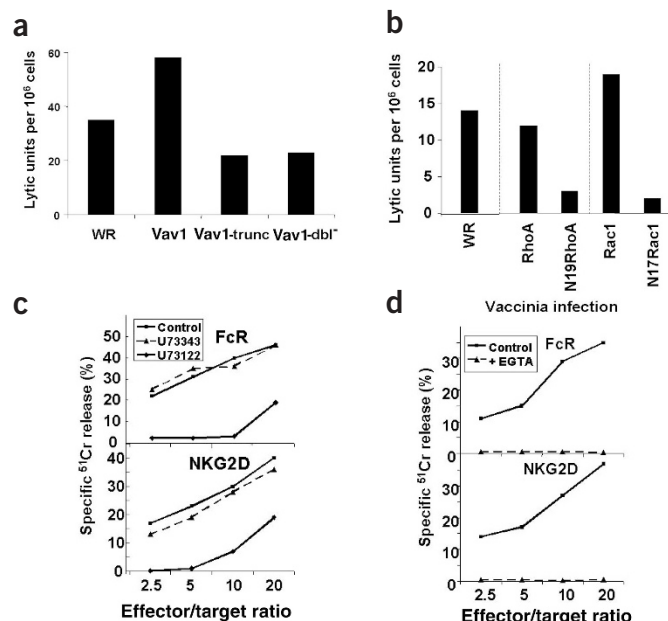 a
Lytic units per 10⁶ cells
60
40
20
0
WR Vav1 Vav1-trunc Vav1-dbl⁻
b
Lytic units per 10⁶ cells
20
15
10
5
0
WR RhoA N19RhoA Rac1 N17Rac1
Vaccinia infection
c
Specific ⁵¹Cr release (%)
Control
U73343
U73122
FcR
50
40
30
20
10
0
NKG2D
40
30
20
10
0
2.5 5 10 20
Effector/target ratio
d
Specific ⁵¹Cr release (%)
Control
+ EGTA
FcR
30
20
10
0
NKG2D
30
20
10
0
2.5 5 10 20
Effector/target ratio